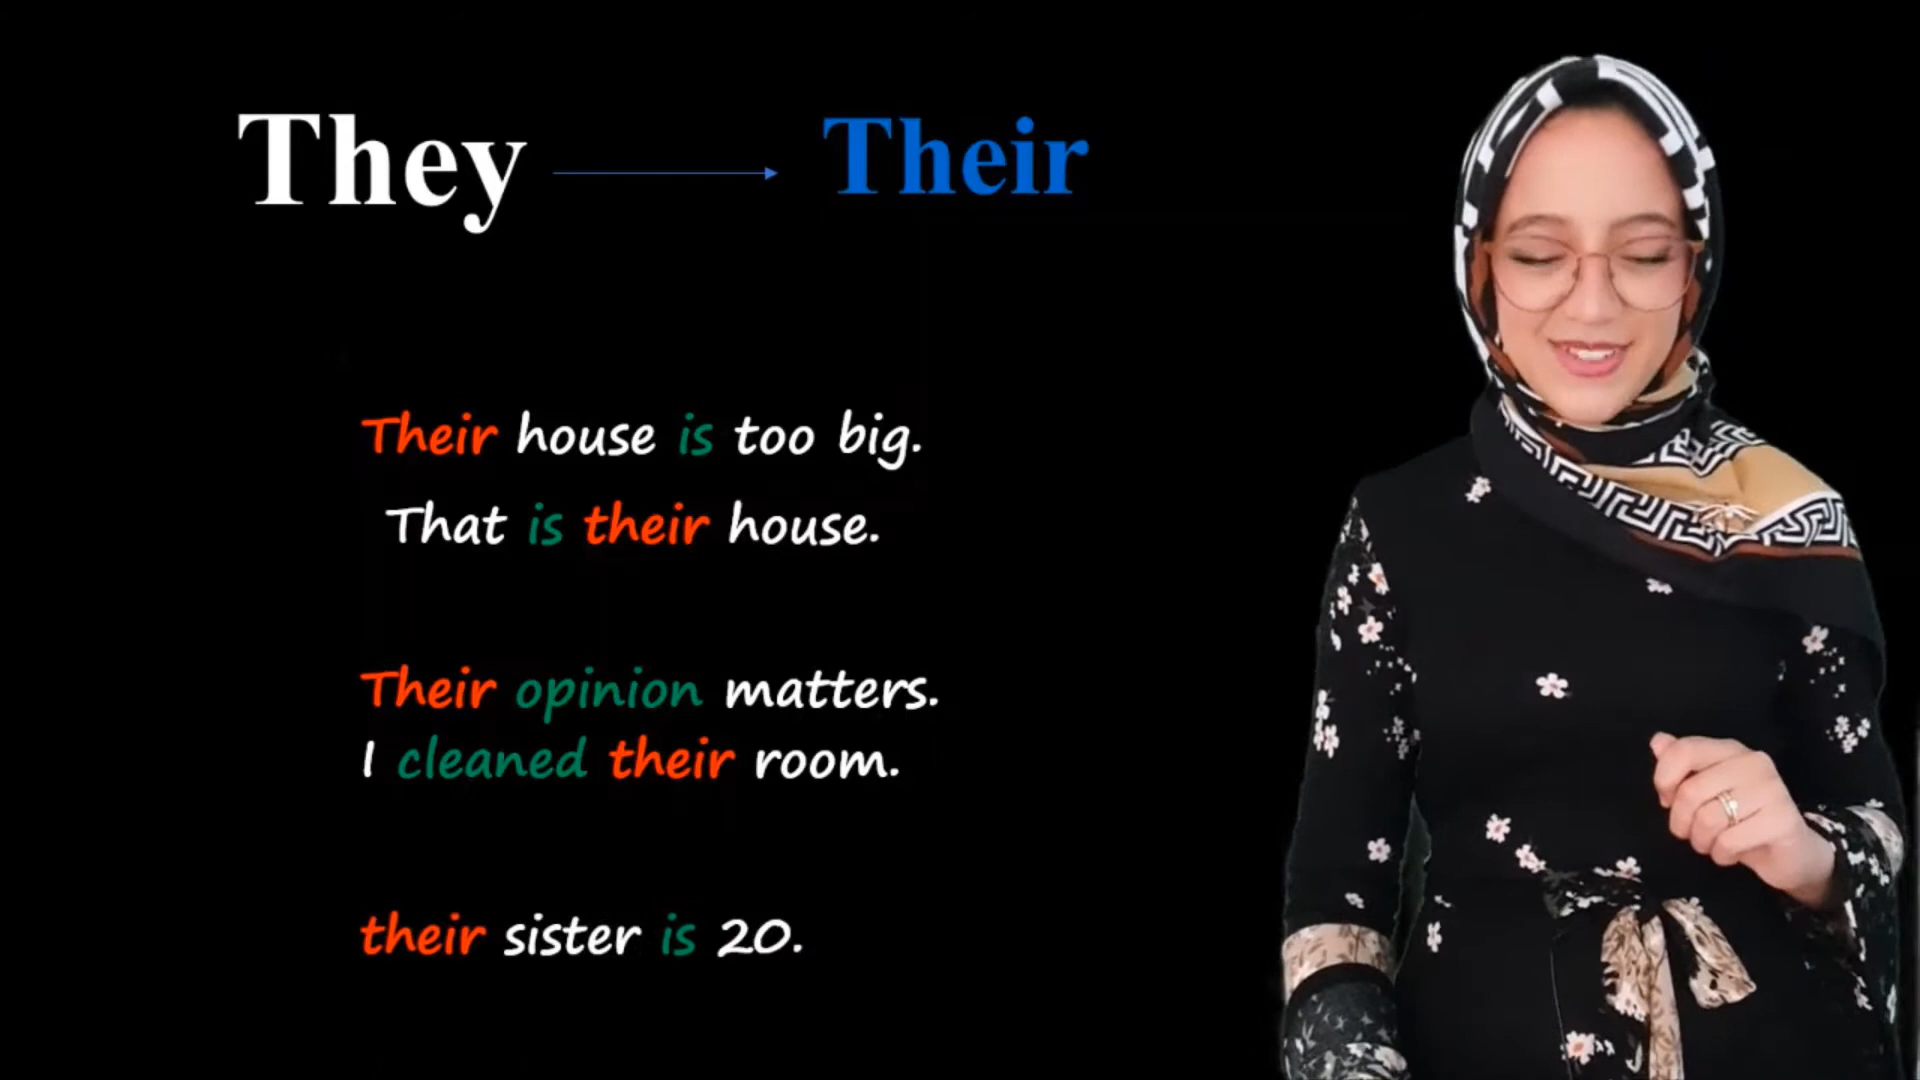 They Their
Their house is too big.
That is their house.
Their opinion matters.
I cleaned their room.
their sister is 20.